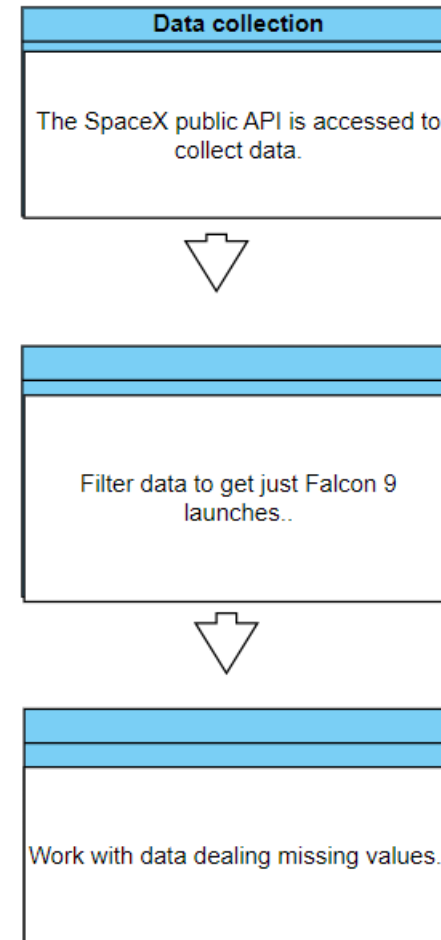 Data collection
The SpaceX public API is accessed to
collect data.
Filter data to get just Falcon 9
launches..
Work with data dealing missing values.